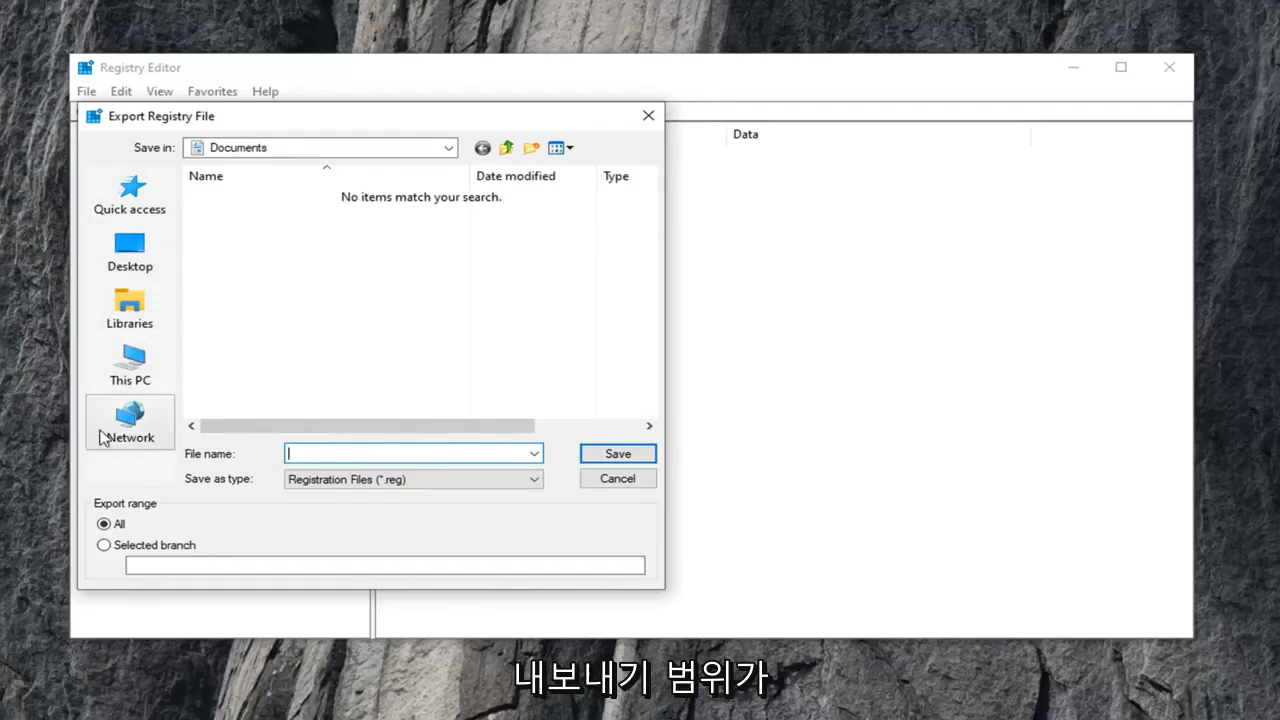 Registry Editor
File Edit View Favorites Help
Export Registry File
Save in: Documents
Data
Name Date modified Type
No items match your search.
Quick access
Desktop
Libraries
This PC
Network
File name: Save
Save as type: Registration Files (*.reg) Cancel
Export range
All
Selected branch
내보내기 범위가